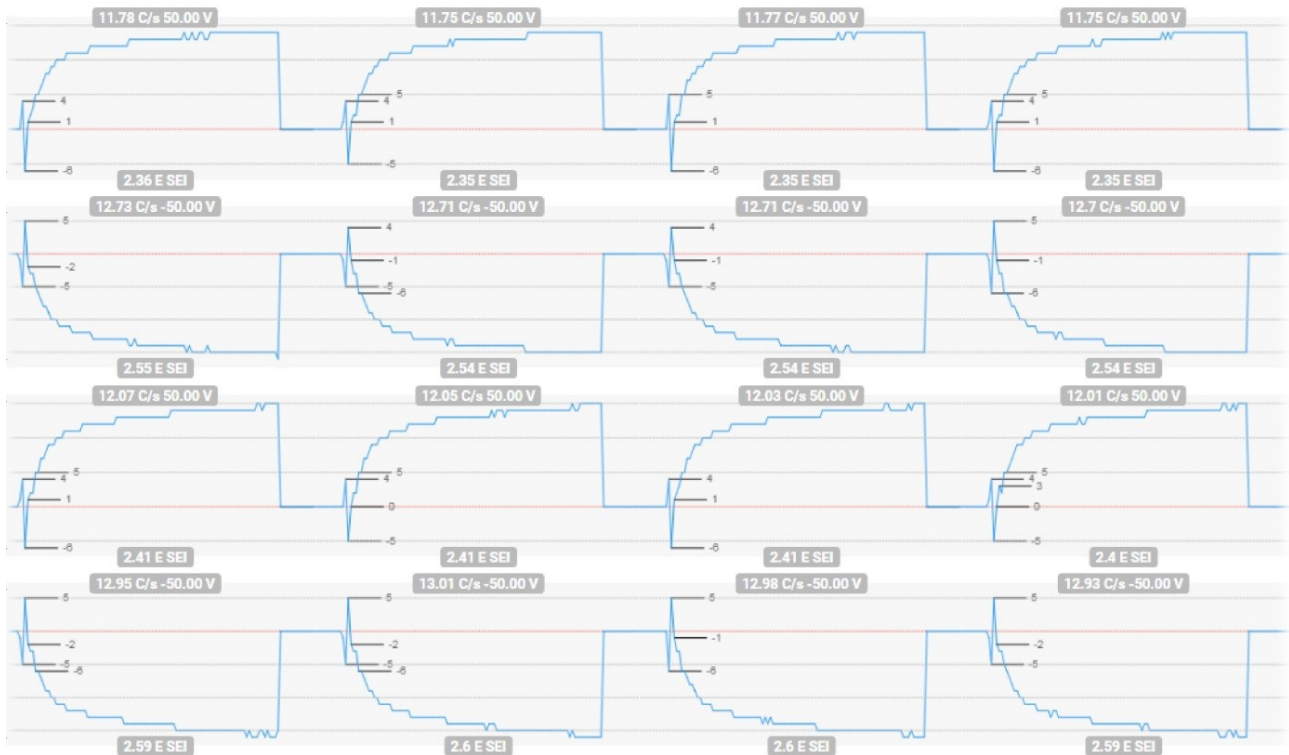 11.78 C/s 50.00 V 11.75 C/s 50.00 V 11.77 C/s 50.00 V 11.75 C/s 50.00 V
5 5 5
4 4 4
1 1 1 1
-5
-6 -6 -6
2.36 E SEI 2.35 E SEI 2.35 E SEI 2.35 E SEI
12.73 C/s -50.00 V 12.71 C/s -50.00 V 12.71 C/s -50.00 V 12.7 C/s -50.00 V
5 4 4 5
-2 -1 -1 -1
-5 -5
-6 -6
2.55 E SEI 2.54 E SEI 2.54 E SEI 2.54 E SEI
12.07 C/s 50.00 V 12.05 C/s 50.00 V 12.03 C/s 50.00 V 12.01 C/s 50.00 V
5 5 5 5
4 4 4 4
3
1 0 1 0
-5 -5
-6 -6
2.41 E SEI 2.41 E SEI 2.41 E SEI 2.4 E SEI
12.95 C/s -50.00 V 13.01 C/s -50.00 V 12.98 C/s -50.00 V 12.93 C/s -50.00 V
5 5 5 5
-2 -2 -1 -2
-5 -5 -5
-6 -6 -6
2.59 E SEI 2.6 E SEI 2.6 E SEI 2.59 E SEI